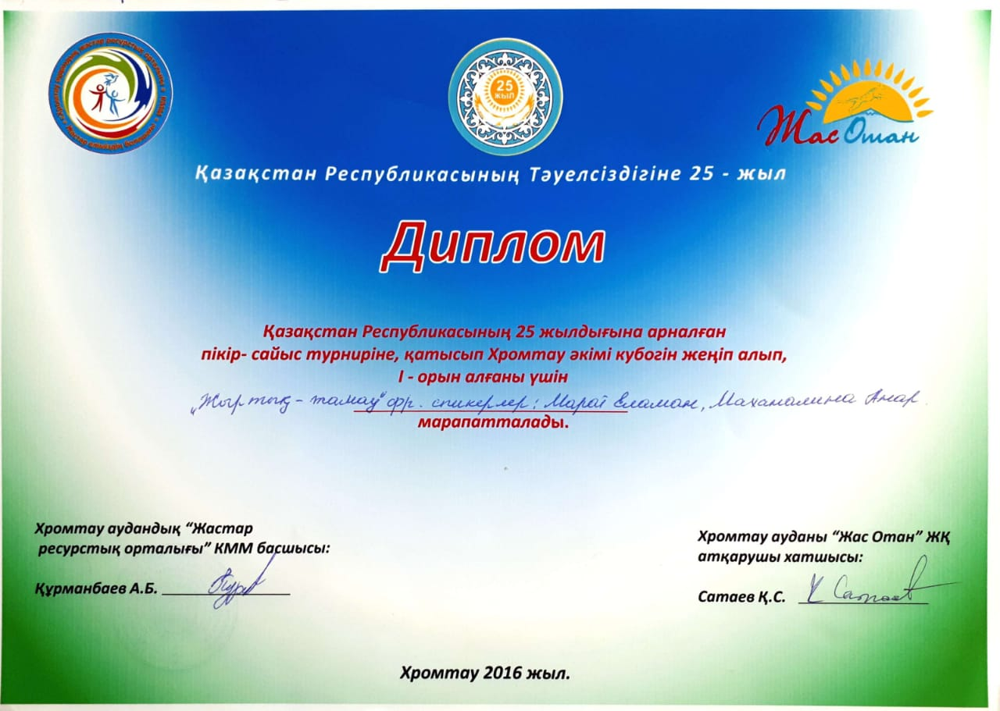 25
ЖЫЛ
Жас Отан
Қазақстан Республикасының Тәуелсіздігіне 25 - жыл
Диплом
Қазақстан Республикасының 25 жылдығына арналған
пікір- сайыс турниріне, қатысып Хромтау әкімі кубогін жеңіп алып,
І - орын алғаны үшін
„Жыртық - тамау" фр. спикерлер: Марат Еламан, Маханалина Анар.
марапатталады.
Хромтау аудандық “Жастар
ресурстық орталығы” КММ басшысы:
Құрманбаев А.Б.
Хромтау ауданы “Жас Отан” ЖҚ
атқарушы хатшысы:
Сатаев Қ.С.
Хромтау 2016 жыл.